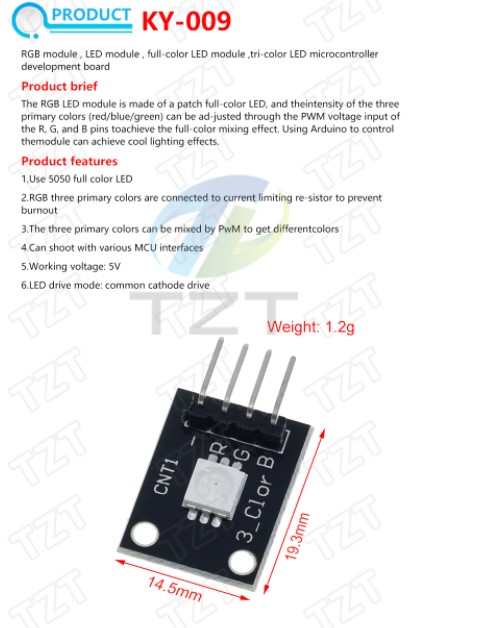 PRODUCT KY-009
RGB module , LED module , full-color LED module ,tri-color LED microcontroller
development board
Product brief
The RGB LED module is made of a patch full-color LED, and theintensity of the three
primary colors (red/blue/green) can be ad-justed through the PWM voltage input of
the R, G, and B pins toachieve the full-color mixing effect. Using Arduino to control
themodule can achieve cool lighting effects.
Product features
1.Use 5050 full color LED
2.RGB three primary colors are connected to current limiting re-sistor to prevent
burnout
3.The three primary colors can be mixed by PwM to get differentcolors
4.Can shoot with various MCU interfaces
5.Working voltage: 5V
6.LED drive mode: common cathode drive
TZT
Weight: 1.2g
- R G B
CNT1
3_Clor
19.3mm
14.5mm